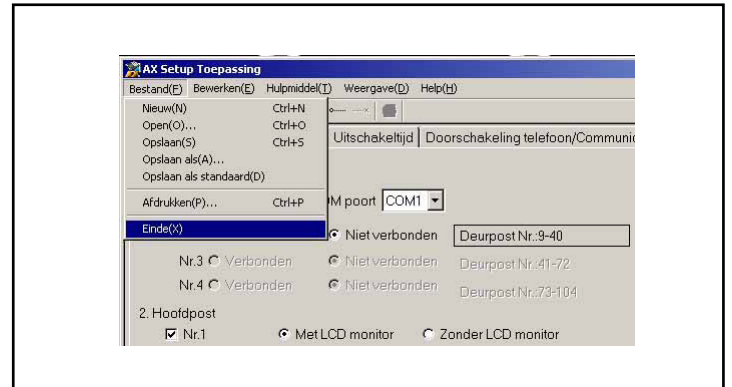 AX Setup Toepassing
Bestand(F) Bewerken(E) Hulpmiddel(T) Weergave(D) Help(H)
Nieuw(N) Ctrl+N
Open(O)... Ctrl+O
Opslaan(S) Ctrl+S
Opslaan als(A)...
Opslaan als standaard(D)
Afdrukken(P)... Ctrl+P
Einde(X)
Uitschakeltijd Doorschakeling telefoon/Communic
M poort COM1
Niet verbonden Deurpost Nr.:9-40
Nr.3 Verbonden Niet verbonden Deurpost Nr.:41-72
Nr.4 Verbonden Niet verbonden Deurpost Nr.:73-104
2. Hoofdpost
Nr.1 Met LCD monitor Zonder LCD monitor